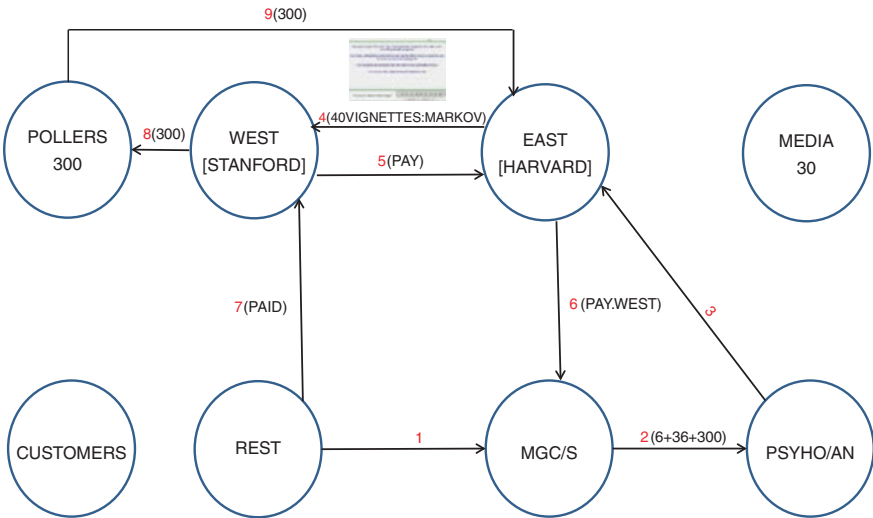 9(300)
4(40VIGNETTES:MARKOV)
POLLERS
300
8(300)
WEST
[STANFORD]
5(PAY)
EAST
[HARVARD]
MEDIA
30
7(PAID)
6 (PAY.WEST)
3
CUSTOMERS
REST
1
MGC/S
2(6+36+300)
PSYHO/AN